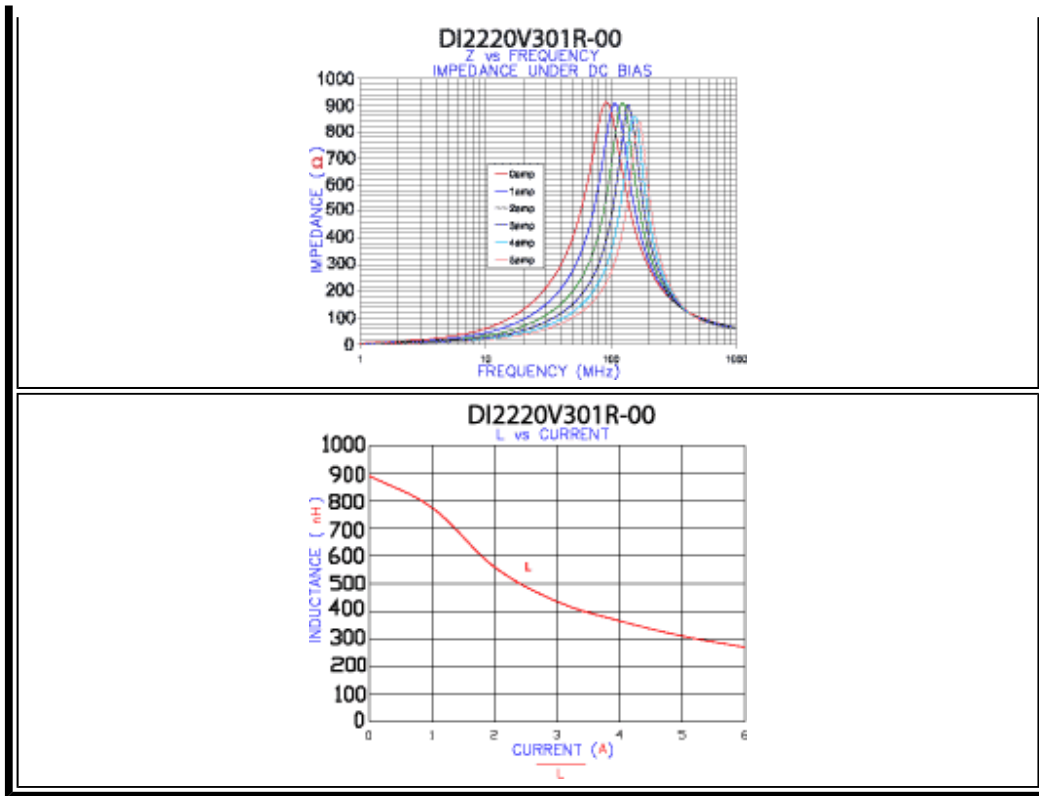 DI2220V301R-00
Z vs FREQUENCY
IMPEDANCE UNDER DC BIAS
1000
900
800
700
600
500
400
300
200
100
0
IMPEDANCE (Ω)
0amp
1amp
2amp
3amp
4amp
5amp
1 10 100 1000
FREQUENCY (MHz)
DI2220V301R-00
L vs CURRENT
1000
900
800
700
600
500
400
300
200
100
0
INDUCTANCE ( nH)
L
0 1 2 3 4 5 6
CURRENT (A)
L